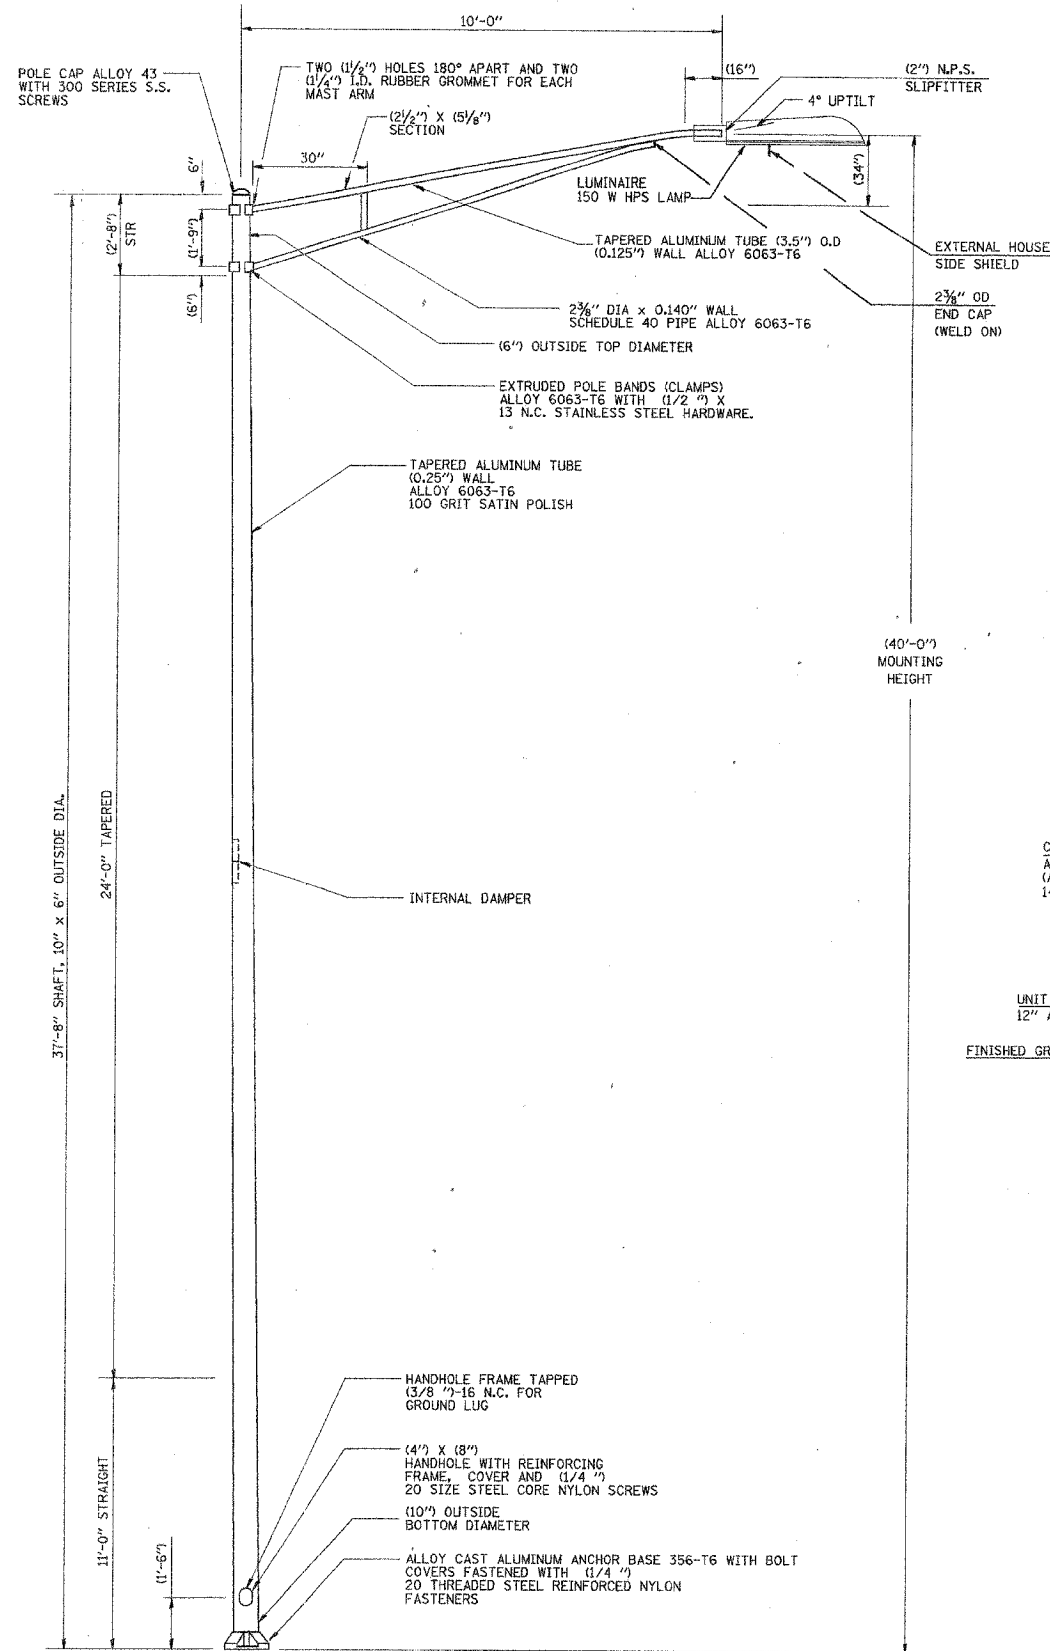 10'-0"
POLE CAP ALLOY 43
WITH 300 SERIES S.S.
SCREWS
TWO (1½") HOLES 180° APART AND TWO
(1¼") I.D. RUBBER GROMMET FOR EACH
MAST ARM
(16")
(2") N.P.S.
SLIPFITTER
4° UPTILT
(2½") X (5⅛")
SECTION
30"
6"
(2'-8")
STR
(1'-9")
(6")
LUMINAIRE
150 W HPS LAMP
(34")
TAPERED ALUMINUM TUBE (3.5") O.D
(0.125") WALL ALLOY 6063-T6
EXTERNAL HOUSE
SIDE SHIELD
2⅜" OD
END CAP
(WELD ON)
2⅜" DIA x 0.140" WALL
SCHEDULE 40 PIPE ALLOY 6063-T6
(6") OUTSIDE TOP DIAMETER
EXTRUDED POLE BANDS (CLAMPS)
ALLOY 6063-T6 WITH (1/2 ") X
13 N.C. STAINLESS STEEL HARDWARE.
TAPERED ALUMINUM TUBE
(0.25") WALL
ALLOY 6063-T6
100 GRIT SATIN POLISH
(40'-0")
MOUNTING
HEIGHT
37'-8" SHAFT, 10" x 6" OUTSIDE DIA.
24'-0" TAPERED
INTERNAL DAMPER
UNIT
12"
FINISHED GR
HANDHOLE FRAME TAPPED
(3/8 ")-16 N.C. FOR
GROUND LUG
(4") X (8")
HANDHOLE WITH REINFORCING
FRAME, COVER AND (1/4 ")
20 SIZE STEEL CORE NYLON SCREWS
11'-0" STRAIGHT
(1'-6")
(10") OUTSIDE
BOTTOM DIAMETER
ALLOY CAST ALUMINUM ANCHOR BASE 356-T6 WITH BOLT
COVERS FASTENED WITH (1/4 ")
20 THREADED STEEL REINFORCED NYLON
FASTENERS